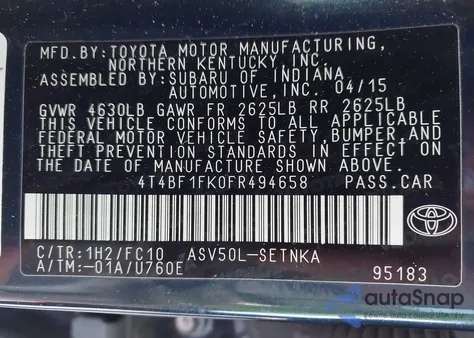 MFD.BY:TOYOTA MOTOR MANUFACTURING,
NORTHERN KENTUCKY, INC.
ASSEMBLED BY:SUBARU OF INDIANA
AUTOMOTIVE, INC. 04/15
GVWR 4630LB GAWR FR 2625LB RR 2625LB
THIS VEHICLE CONFORMS TO ALL APPLICABLE
FEDERAL MOTOR VEHICLE SAFETY, BUMPER, AND
THEFT PREVENTION STANDARDS IN EFFECT ON
THE DATE OF MANUFACTURE SHOWN ABOVE.
4T4BF1FK0FR494658 PASS.CAR
C/TR:1H2/FC10 ASV50L-SETNKA
A/TM:-01A/U760E 95183
autoSnap